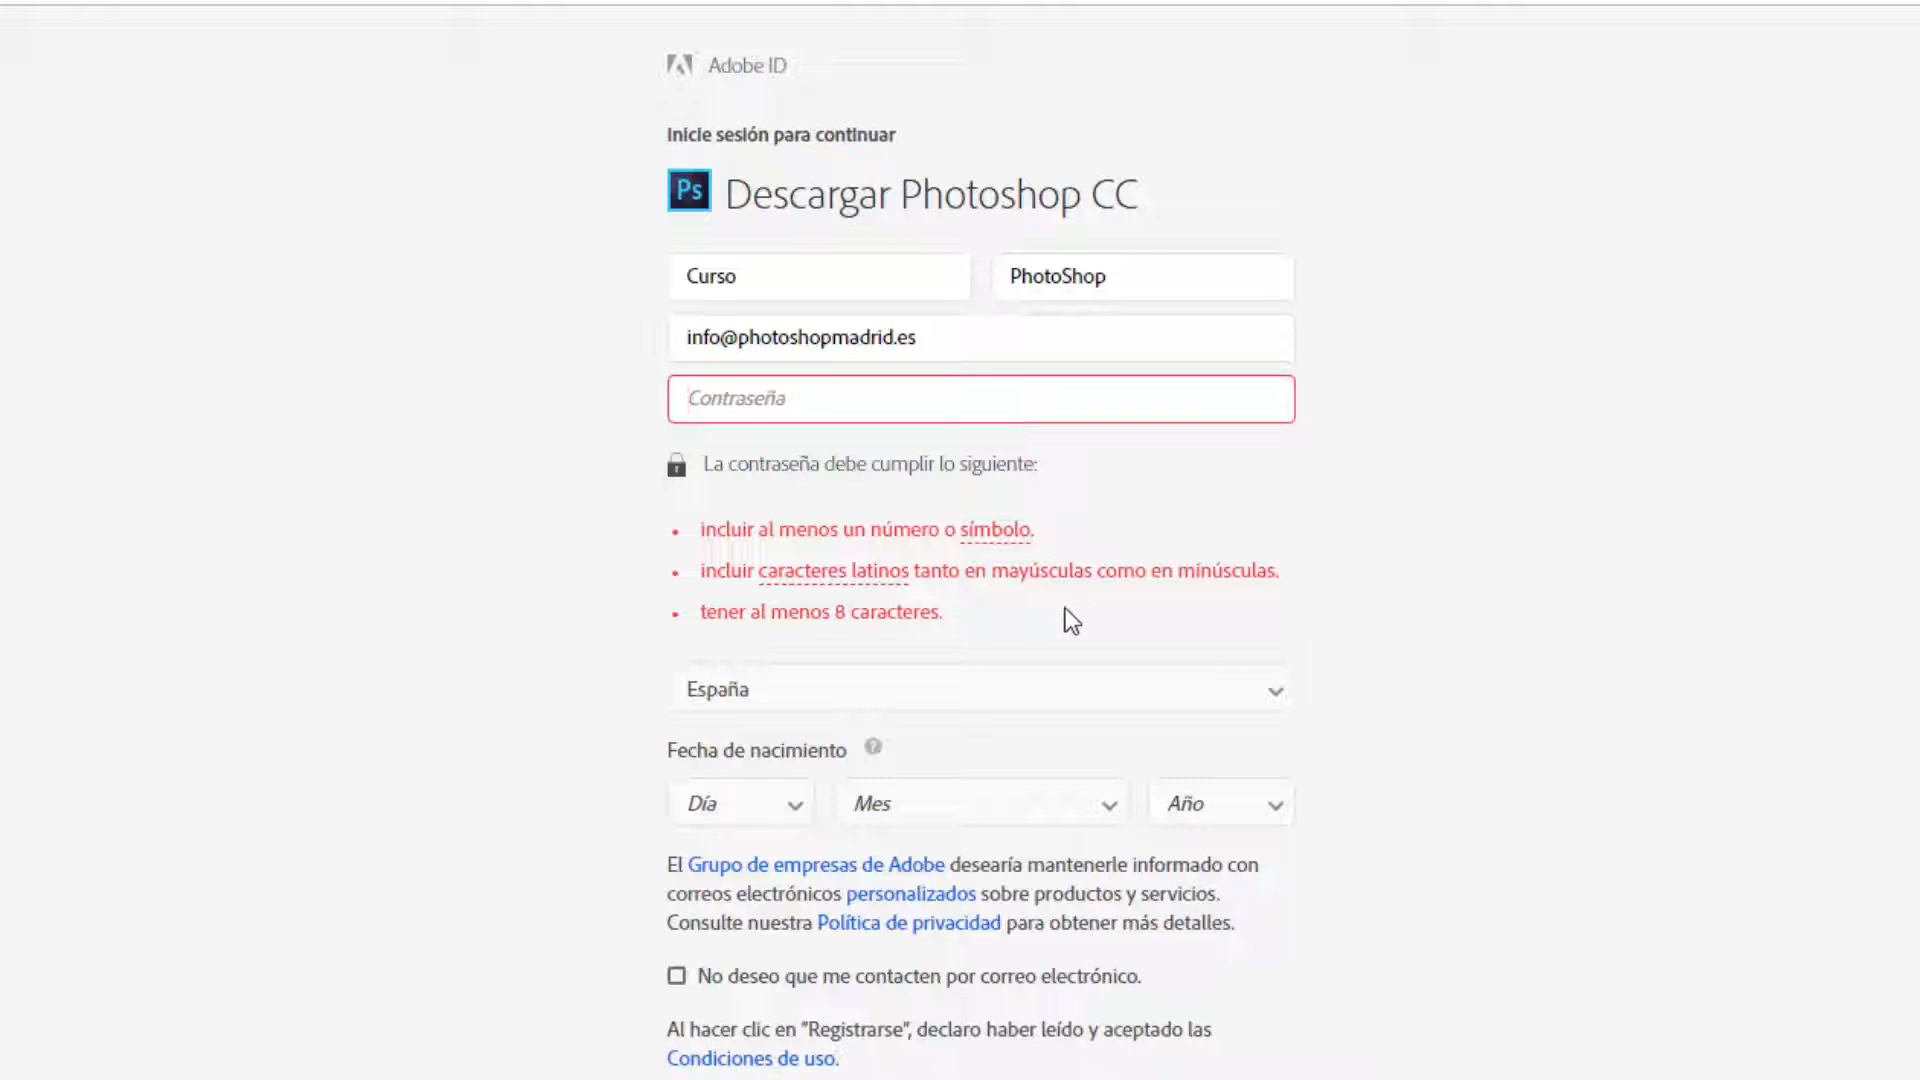 Adobe ID
Inicie sesión para continuar
Ps Descargar Photoshop CC
Curso PhotoShop
info@photoshopmadrid.es
Contraseña
La contraseña debe cumplir lo siguiente:
• incluir al menos un número o símbolo.
• incluir caracteres latinos tanto en mayúsculas como en minúsculas.
• tener al menos 8 caracteres.
España
Fecha de nacimiento ?
Día Mes Año
El Grupo de empresas de Adobe desearía mantenerle informado con
correos electrónicos personalizados sobre productos y servicios.
Consulte nuestra Política de privacidad para obtener más detalles.
No deseo que me contacten por correo electrónico.
Al hacer clic en "Registrarse", declaro haber leído y aceptado las
Condiciones de uso.